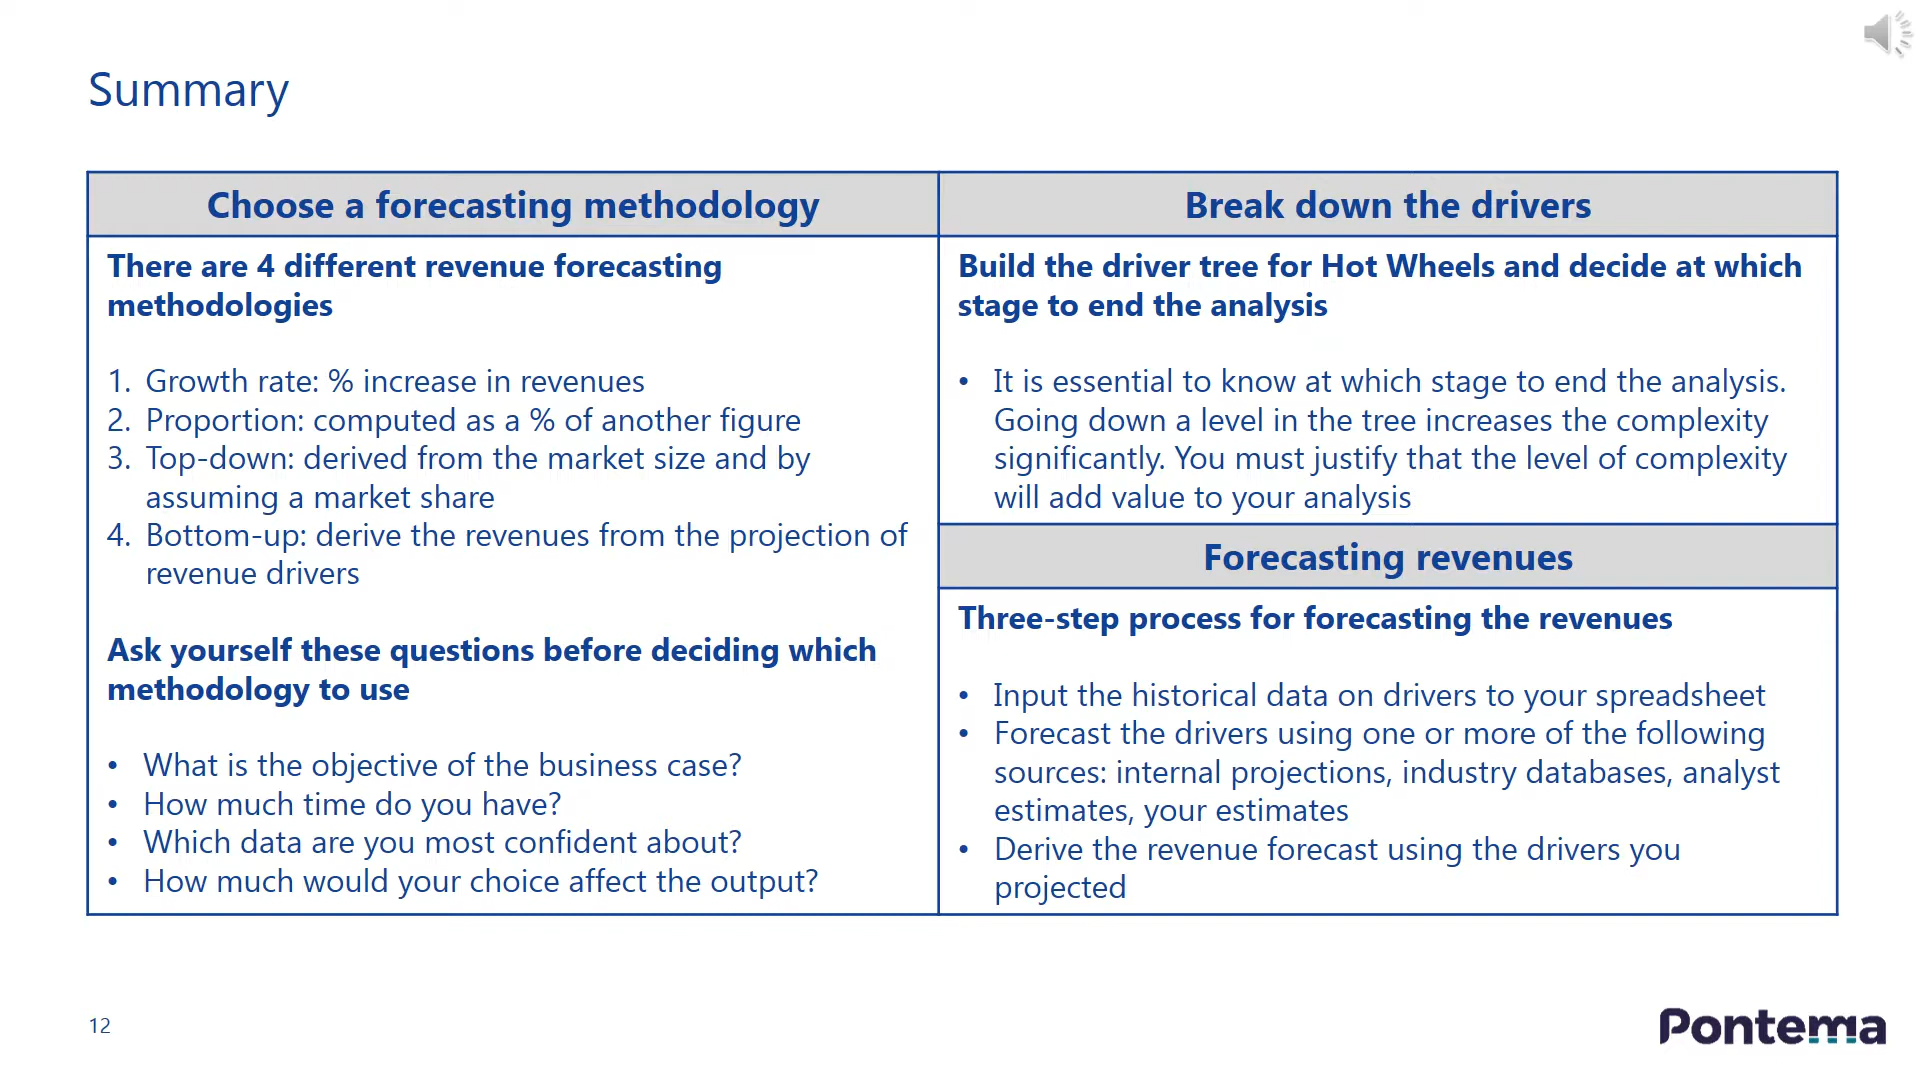 Summary
Choose a forecasting methodology
There are 4 different revenue forecasting
methodologies
1. Growth rate: % increase in revenues
2. Proportion: computed as a % of another figure
3. Top-down: derived from the market size and by
assuming a market share
4. Bottom-up: derive the revenues from the projection of
revenue drivers
Ask yourself these questions before deciding which
methodology to use
• What is the objective of the business case?
• How much time do you have?
• Which data are you most confident about?
• How much would your choice affect the output?
Break down the drivers
Build the driver tree for Hot Wheels and decide at which
stage to end the analysis
• It is essential to know at which stage to end the analysis.
Going down a level in the tree increases the complexity
significantly. You must justify that the level of complexity
will add value to your analysis
Forecasting revenues
Three-step process for forecasting the revenues
• Input the historical data on drivers to your spreadsheet
• Forecast the drivers using one or more of the following
sources: internal projections, industry databases, analyst
estimates, your estimates
• Derive the revenue forecast using the drivers you
projected
12
Pontema